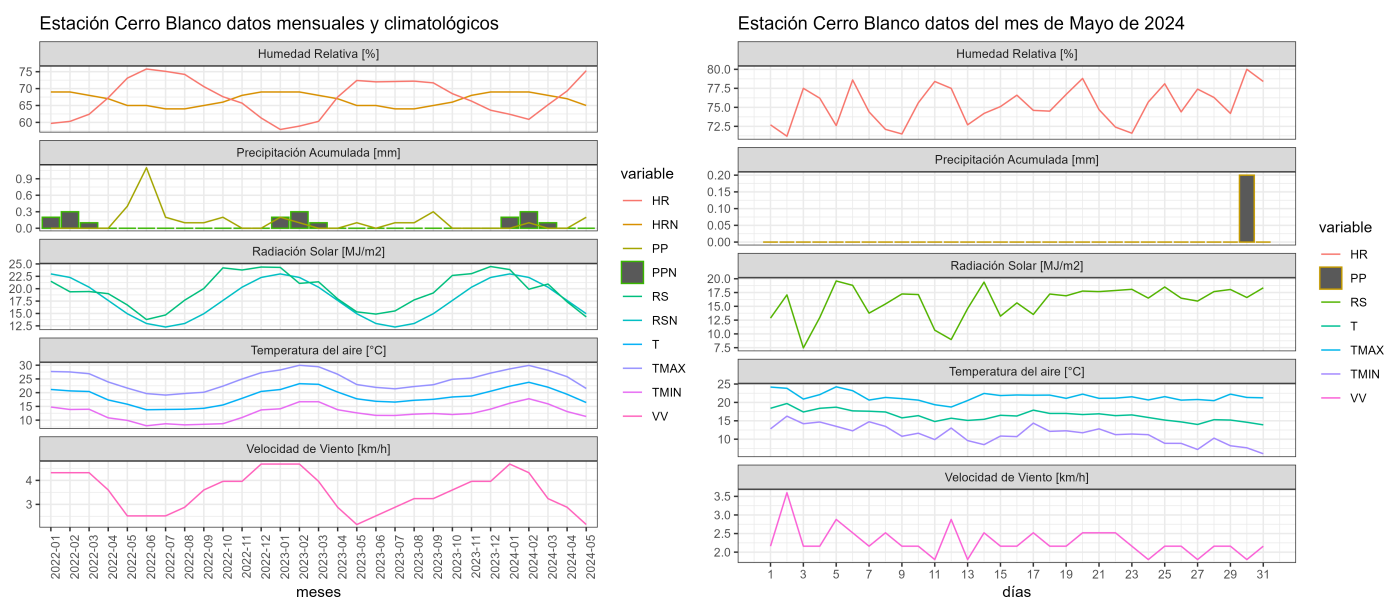 Estación Cerro Blanco datos mensuales y climatológicos
Humedad Relativa [%]
75
70
65
60
Precipitación Acumulada [mm]
0.9
0.6
0.3
0.0
Radiación Solar [MJ/m2]
25.0
22.5
20.0
17.5
15.0
12.5
Temperatura del aire [°C]
30
25
20
15
10
Velocidad de Viento [km/h]
4
3
2022-01
2022-02
2022-03
2022-04
2022-05
2022-06
2022-07
2022-08
2022-09
2022-10
2022-11
2022-12
2023-01
2023-02
2023-03
2023-04
2023-05
2023-06
2023-07
2023-08
2023-09
2023-10
2023-11
2023-12
2024-01
2024-02
2024-03
2024-04
2024-05
meses
variable
HR
HRN
PP
PPN
RS
RSN
T
TMAX
TMIN
VV
Estación Cerro Blanco datos del mes de Mayo de 2024
Humedad Relativa [%]
80.0
77.5
75.0
72.5
Precipitación Acumulada [mm]
0.20
0.15
0.10
0.05
0.00
Radiación Solar [MJ/m2]
20.0
17.5
15.0
12.5
10.0
7.5
Temperatura del aire [°C]
25
20
15
10
Velocidad de Viento [km/h]
3.5
3.0
2.5
2.0
1 3 5 7 9 11 13 15 17 19 21 23 25 27 29 31
días
variable
HR
PP
RS
T
TMAX
TMIN
VV